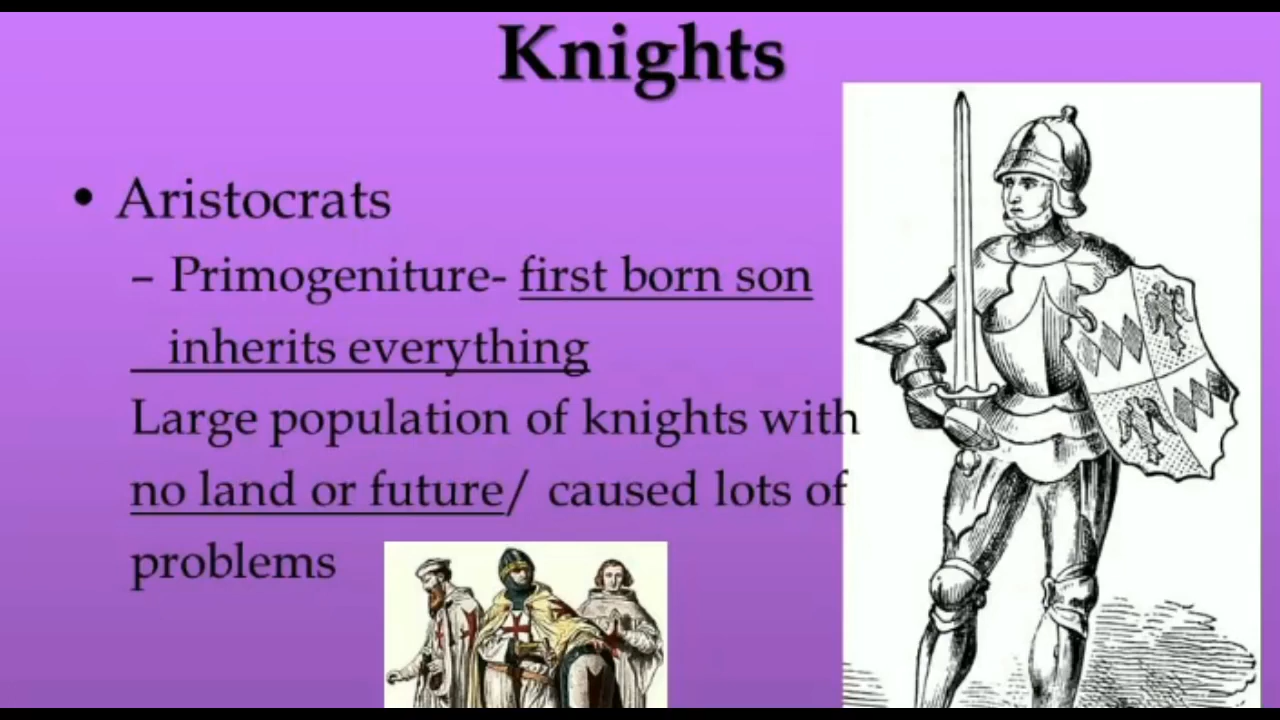 Knights
• Aristocrats
– Primogeniture- first born son
inherits everything
Large population of knights with
no land or future/ caused lots of
problems